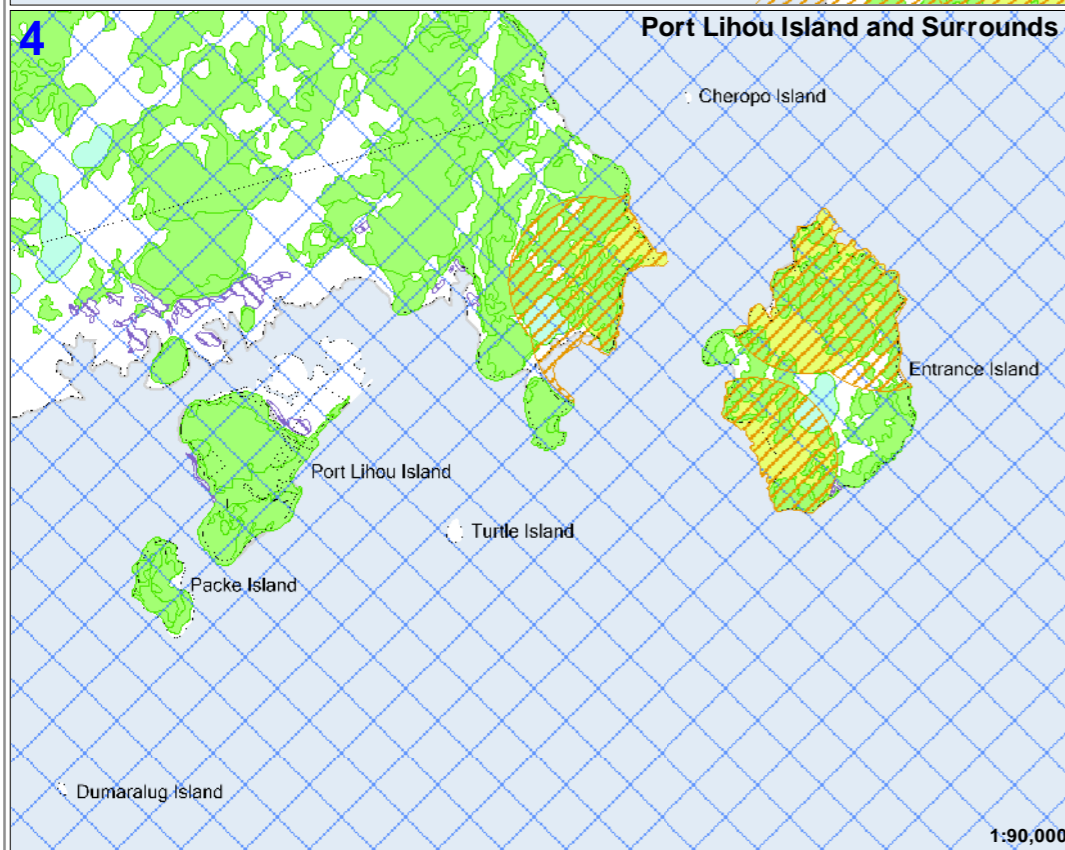 4
Port Lihou Island and Surrounds
Cheropo Island
Entrance Island
Port Lihou Island
Turtle Island
Packe Island
Dumaralug Island
1:90,000